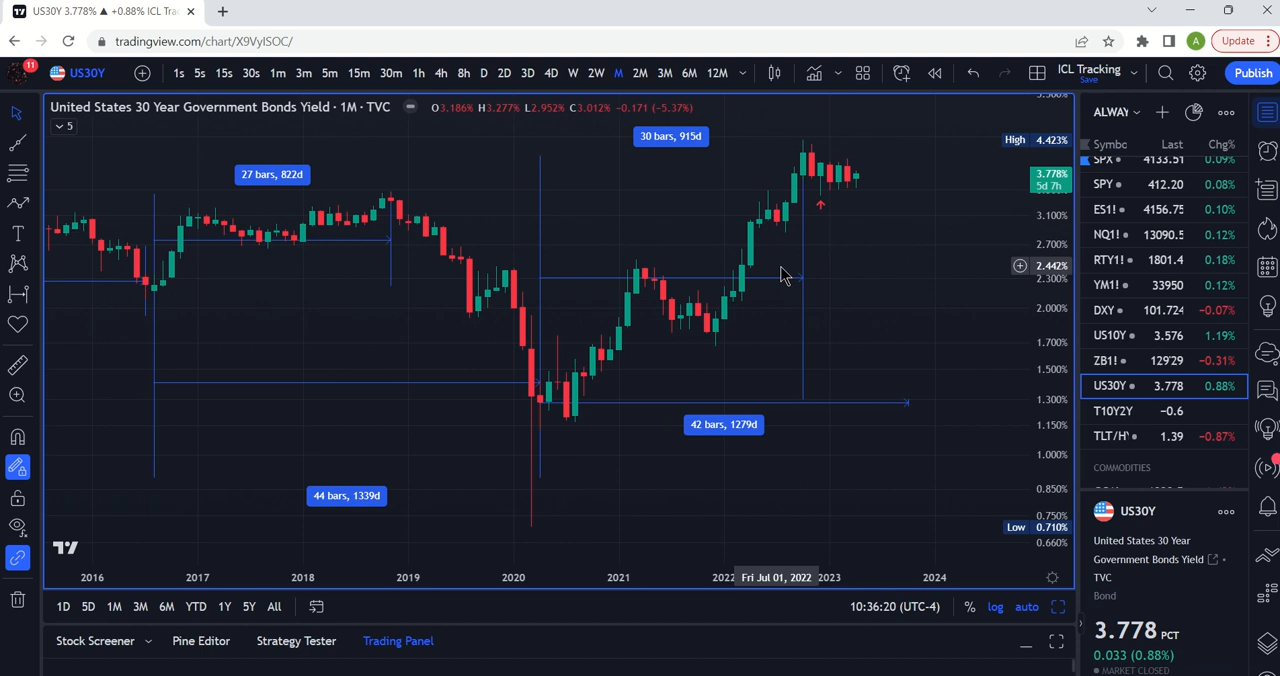 US30Y 3.778% ▲ +0.88% ICL Tra
tradingview.com/chart/X9VyISOC/
A
Update
11
US30Y
1s 5s 15s 30s 1m 3m 5m 15m 30m 1h 4h 8h D 2D 3D 4D W 2W M 2M 3M 6M 12M
ICL Tracking
Save
Publish
United States 30 Year Government Bonds Yield · 1M · TVC
O3.186% H3.277% L2.952% C3.012% -0.171 (-5.37%)
5
27 bars, 822d
30 bars, 915d
42 bars, 1279d
44 bars, 1339d
3.500%
High 4.423%
3.778%
5d 7h
3.100%
2.700%
2.442%
2.300%
2.000%
1.700%
1.500%
1.300%
1.150%
1.000%
0.850%
0.750%
Low 0.710%
0.660%
2016 2017 2018 2019 2020 2021 2022 Fri Jul 01, 2022 2023 2024
1D 5D 1M 3M 6M YTD 1Y 5Y All
10:36:20 (UTC-4) % log auto
Stock Screener Pine Editor Strategy Tester Trading Panel
ALWAY
Symbo Last Chg%
SPX 4133.51 0.09%
SPY 412.20 0.08%
ES1! 4156.75 0.10%
NQ1! 13090.5 0.12%
RTY1! 1801.4 0.18%
YM1! 33950 0.12%
DXY 101.724 -0.07%
US10Y 3.576 1.19%
ZB1! 129'29 -0.31%
US30Y 3.778 0.88%
T10Y2Y -0.6
TLT/H 1.39 -0.87%
COMMODITIES
US30Y
United States 30 Year
Government Bonds Yield
TVC
Bond
3.778 PCT
0.033 (0.88%)
MARKET CLOSED